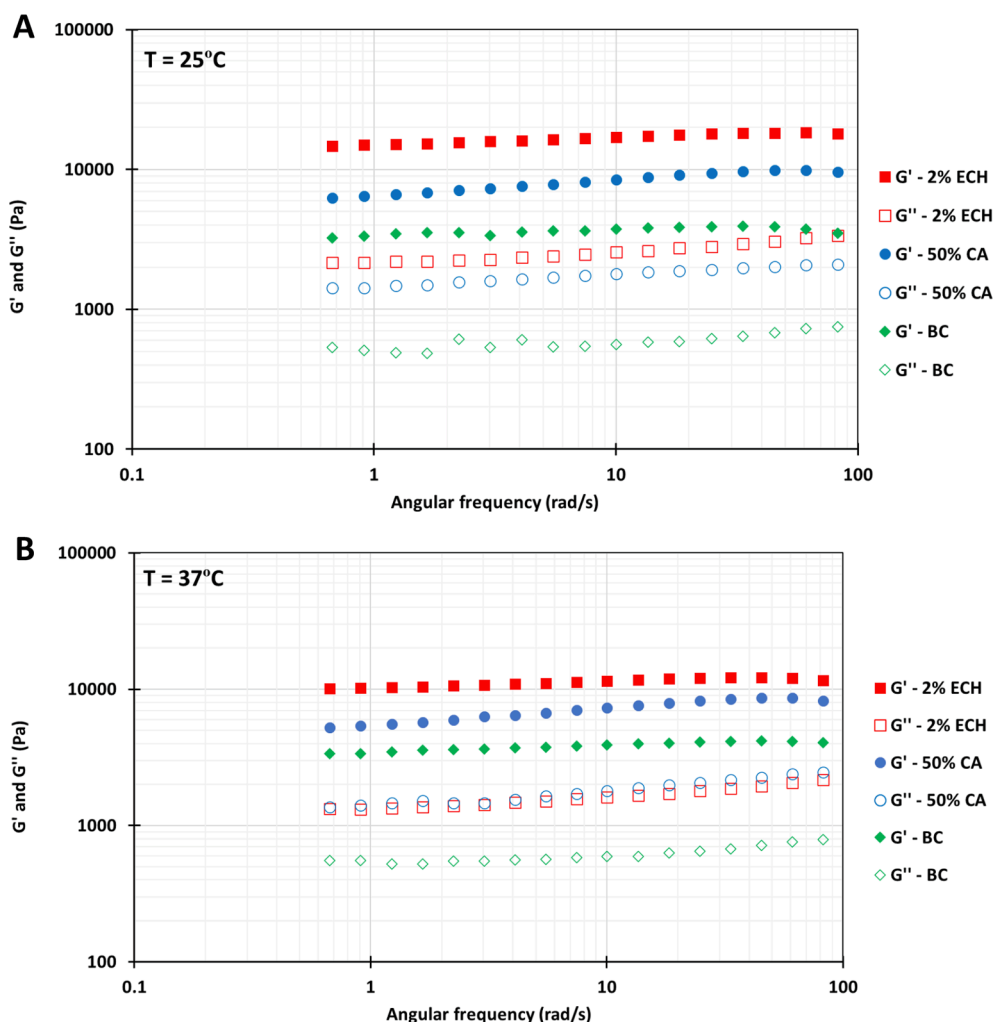 A
T = 25°C
100000
10000
1000
100
0.1 1 10 100
G' and G'' (Pa)
Angular frequency (rad/s)
G' - 2% ECH
G'' - 2% ECH
G' - 50% CA
G'' - 50% CA
G' - BC
G'' - BC
B
T = 37°C
100000
10000
1000
100
0.1 1 10 100
G' and G'' (Pa)
Angular frequency (rad/s)
G' - 2% ECH
G'' - 2% ECH
G' - 50% CA
G'' - 50% CA
G' - BC
G'' - BC